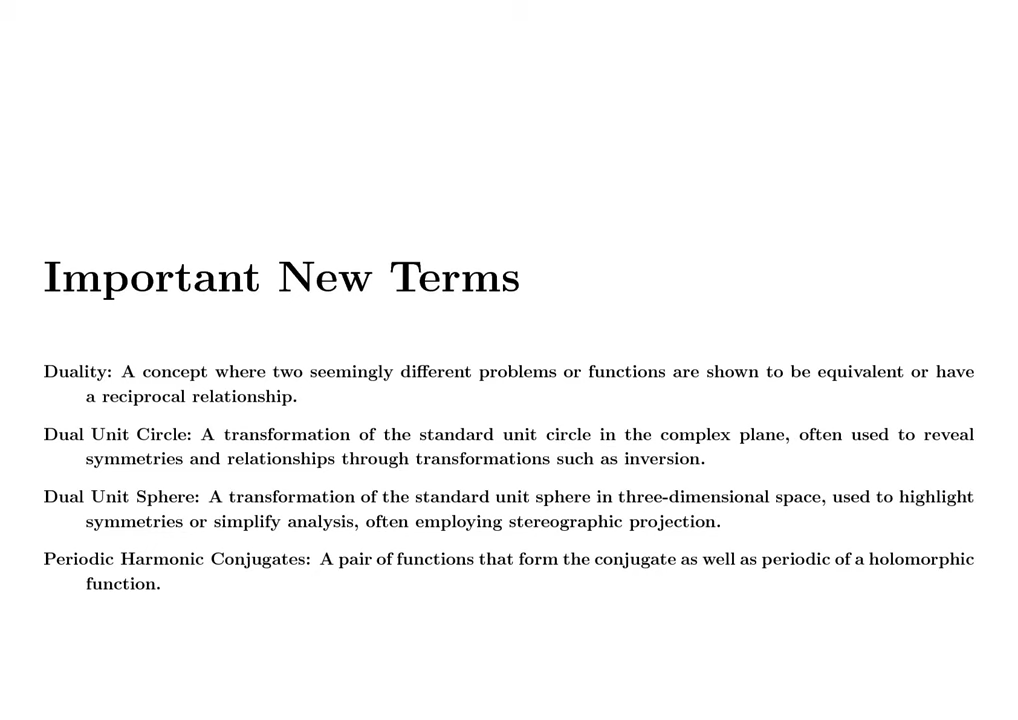 Important New Terms
Duality: A concept where two seemingly different problems or functions are shown to be equivalent or have
a reciprocal relationship.
Dual Unit Circle: A transformation of the standard unit circle in the complex plane, often used to reveal
symmetries and relationships through transformations such as inversion.
Dual Unit Sphere: A transformation of the standard unit sphere in three-dimensional space, used to highlight
symmetries or simplify analysis, often employing stereographic projection.
Periodic Harmonic Conjugates: A pair of functions that form the conjugate as well as periodic of a holomorphic
function.